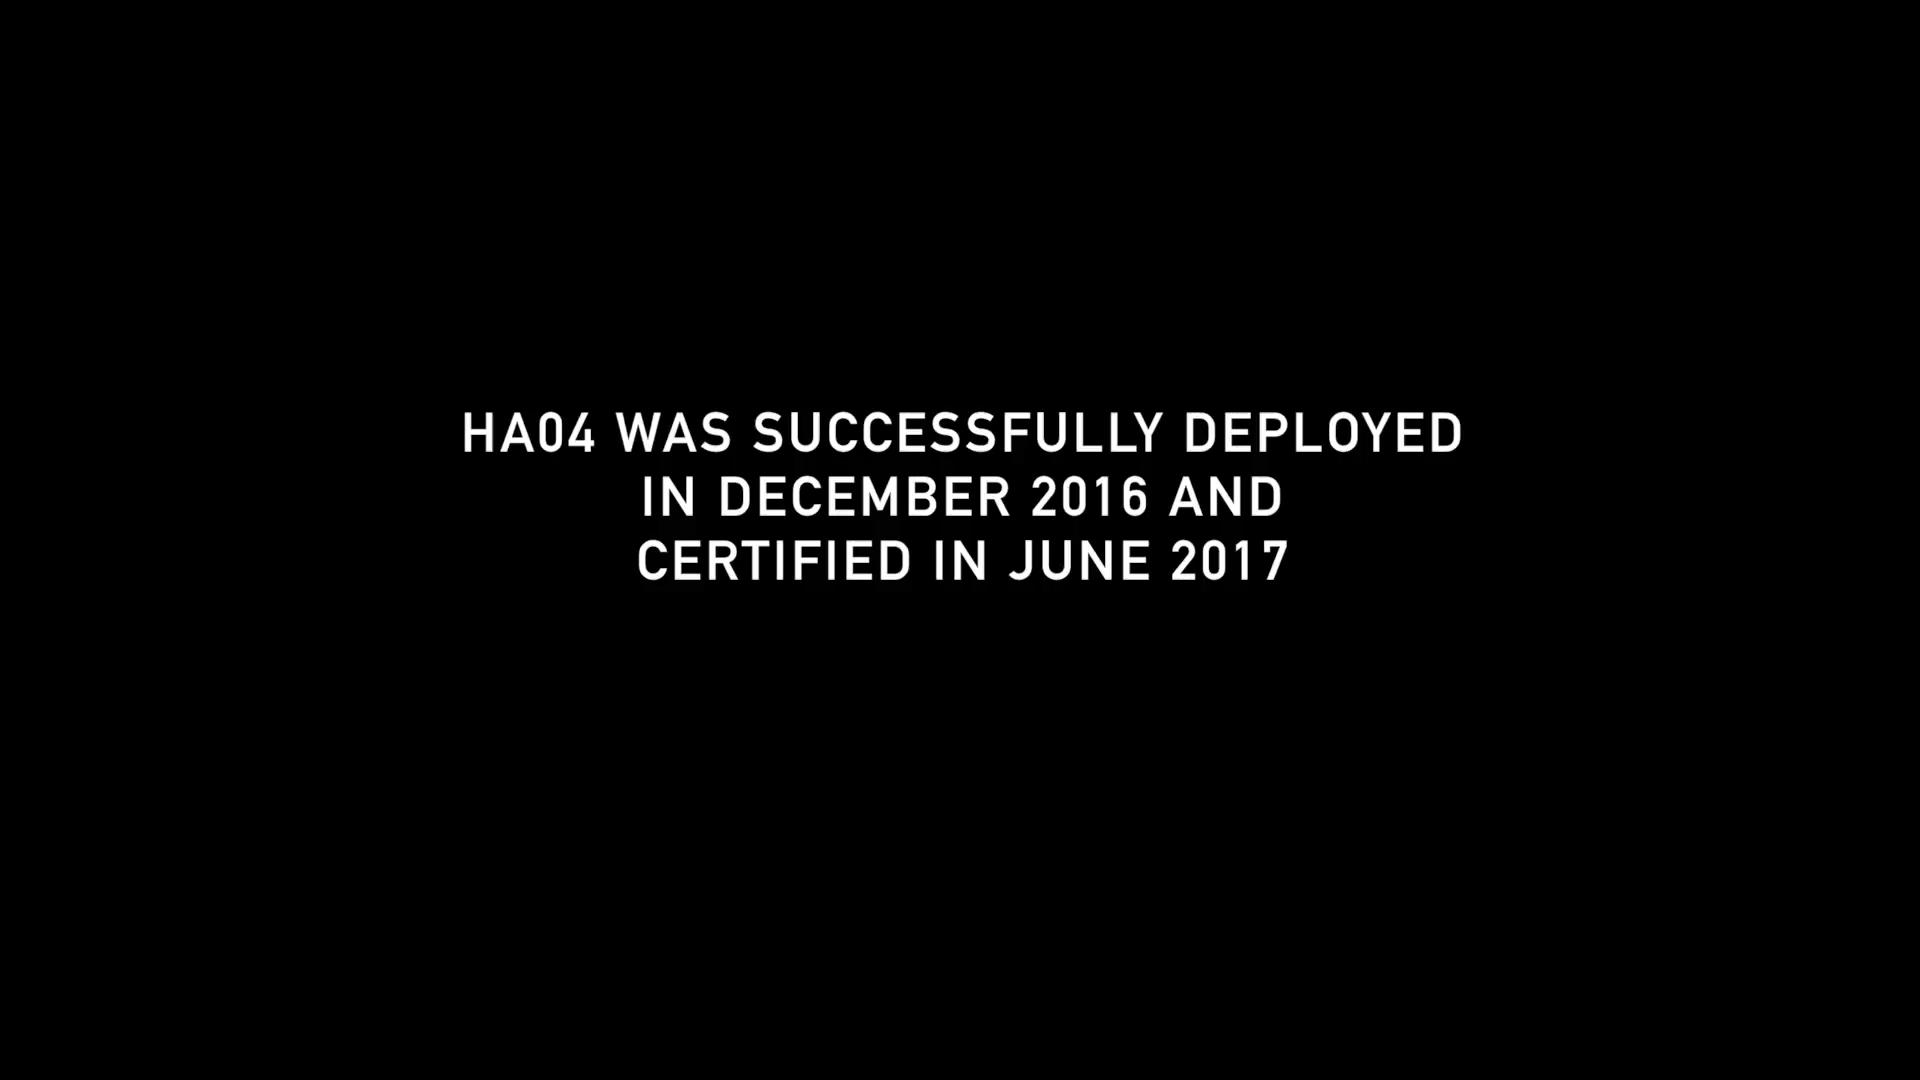 HA04 WAS SUCCESSFULLY DEPLOYED
IN DECEMBER 2016 AND
CERTIFIED IN JUNE 2017